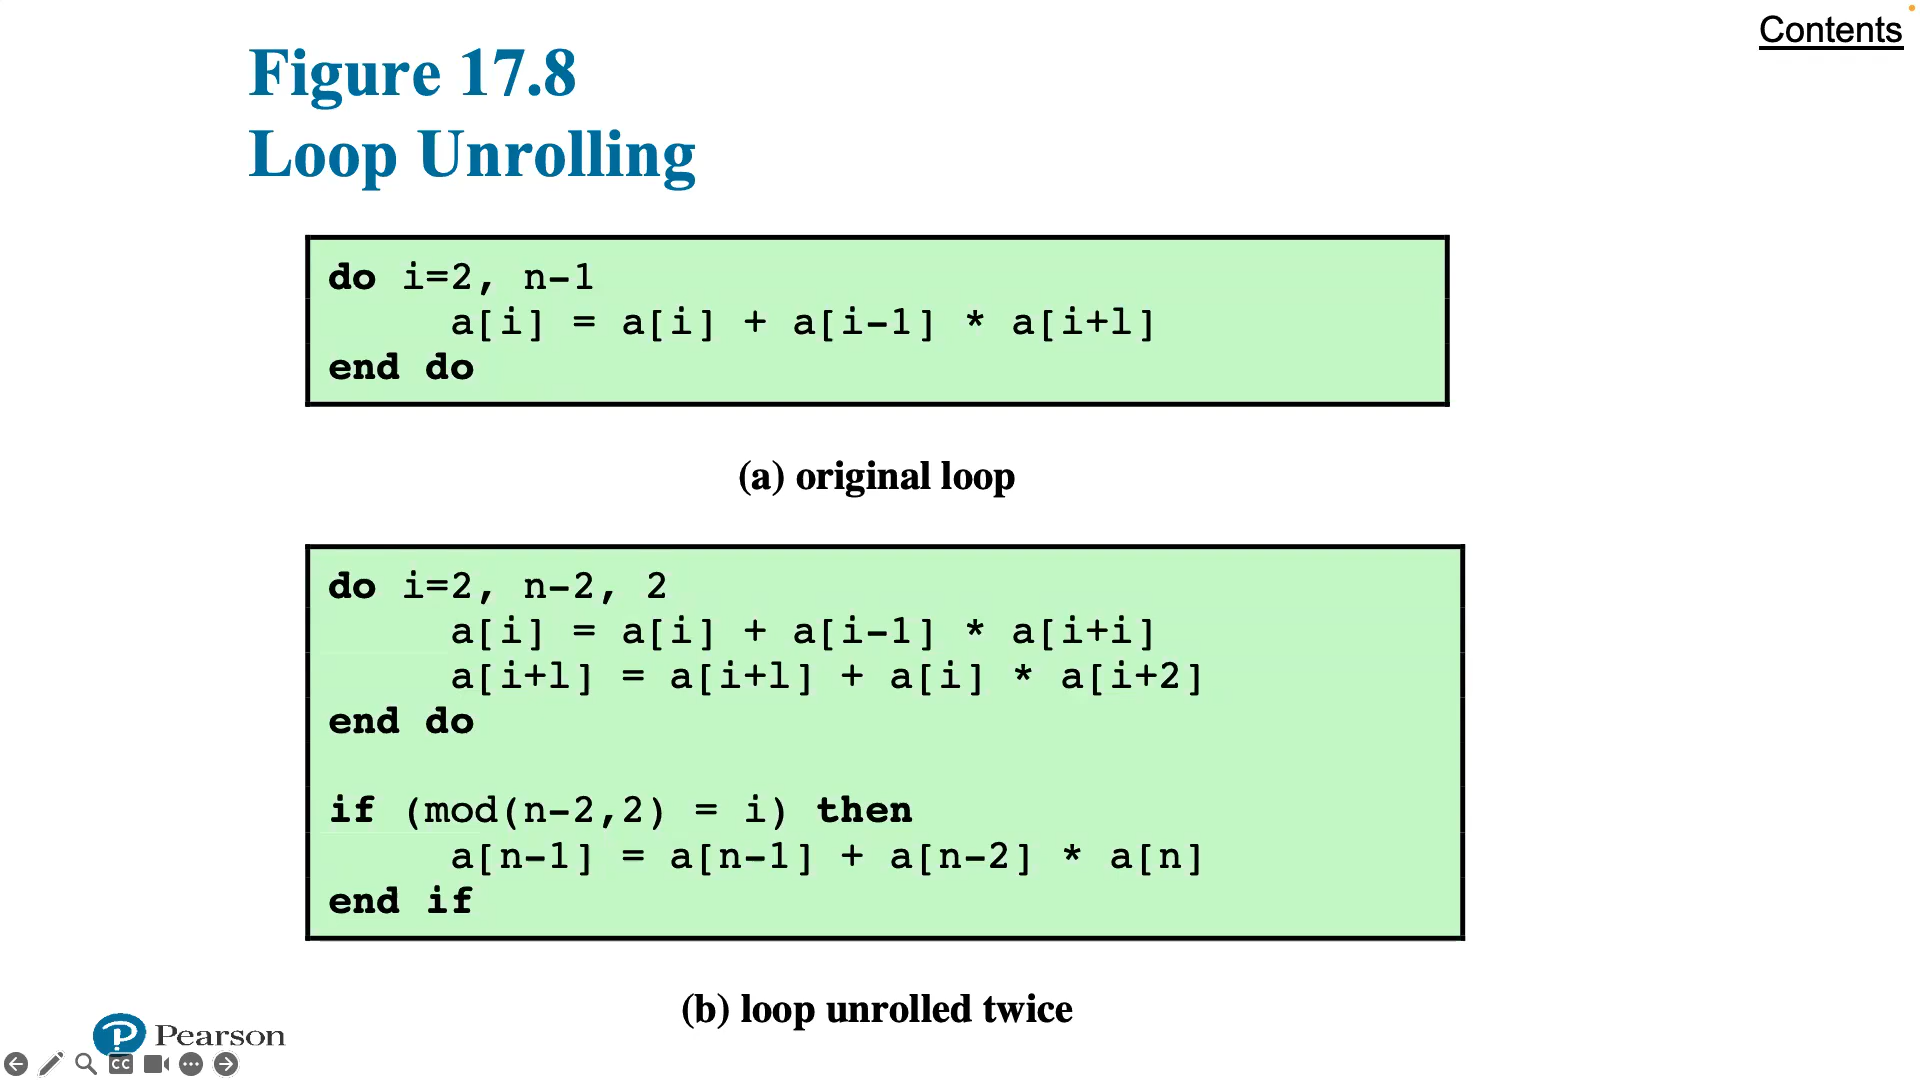 Contents
Figure 17.8
Loop Unrolling
do i=2, n-1
a[i] = a[i] + a[i-1] * a[i+l]
end do
(a) original loop
do i=2, n-2, 2
a[i] = a[i] + a[i-1] * a[i+i]
a[i+l] = a[i+l] + a[i] * a[i+2]
end do
if (mod(n-2,2) = i) then
a[n-1] = a[n-1] + a[n-2] * a[n]
end if
(b) loop unrolled twice
P Pearson
CC